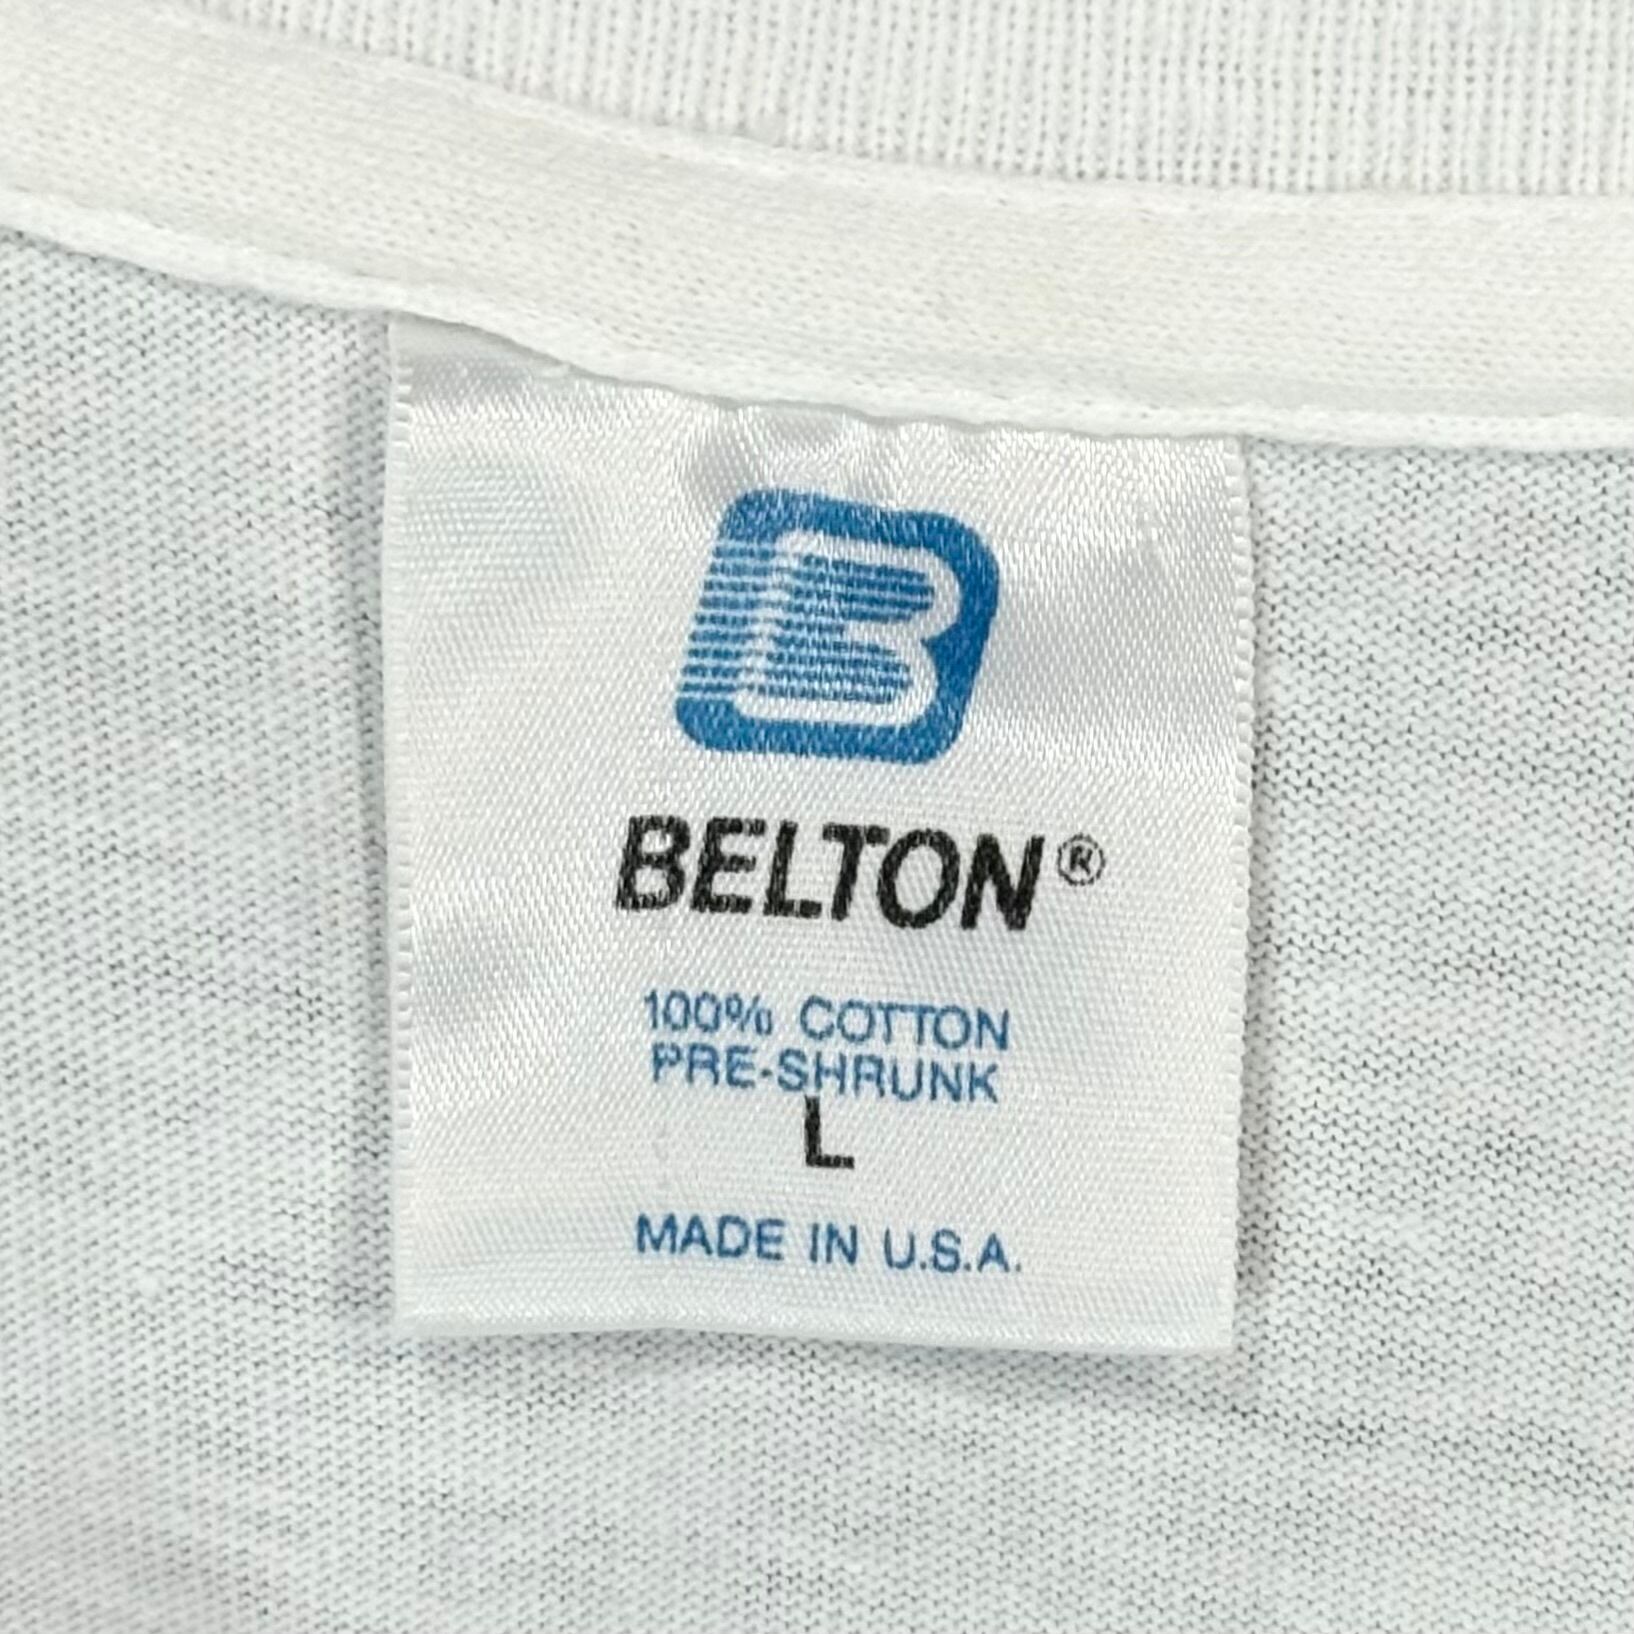 B
BELTON®
100% COTTON
PRE-SHRUNK
L
MADE IN U.S.A.